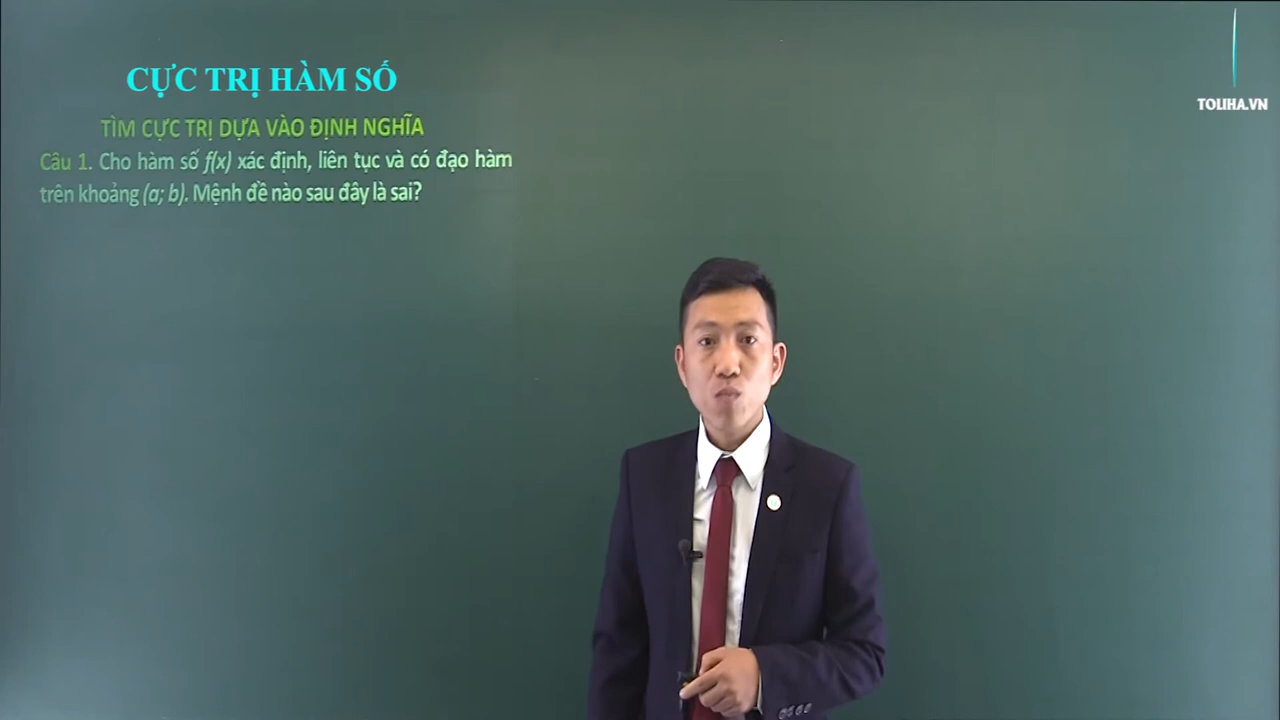 CỰC TRỊ HÀM SỐ
TOLIHA.VN
TÌM CỰC TRỊ DỰA VÀO ĐỊNH NGHĨA
Câu 1. Cho hàm số f(x) xác định, liên tục và có đạo hàm
trên khoảng (a; b). Mệnh đề nào sau đây là sai?